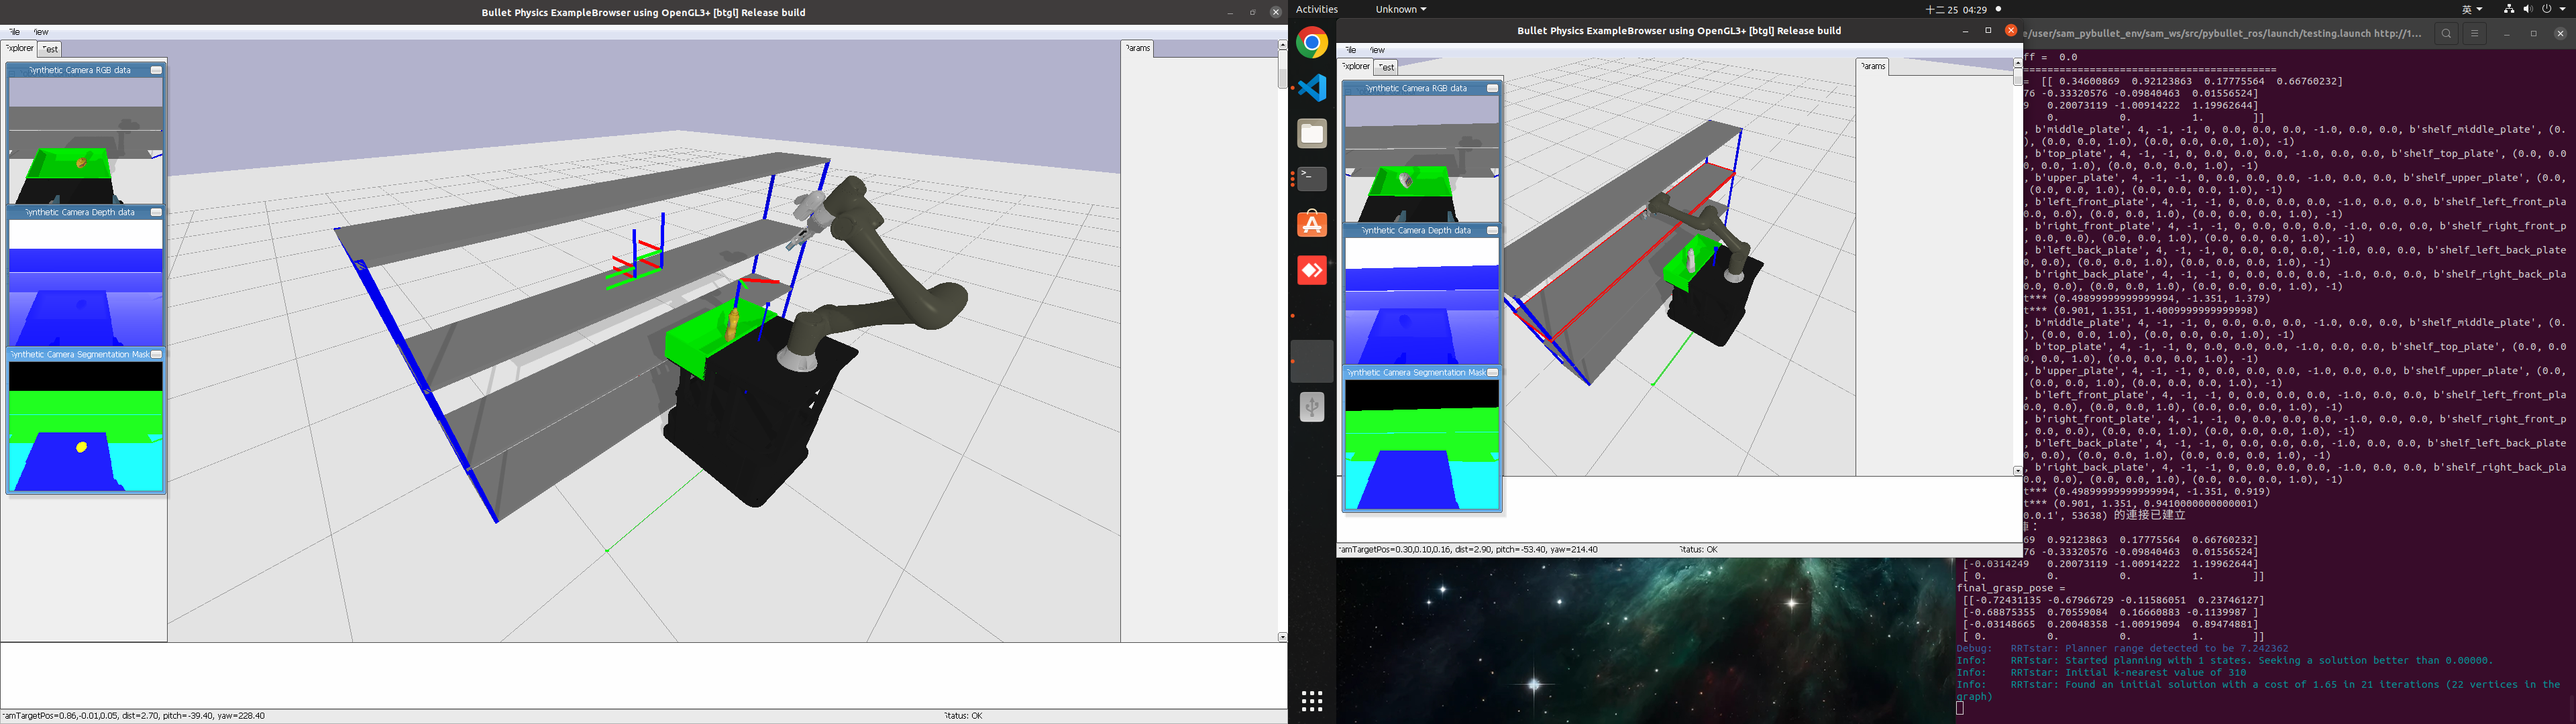 Bullet Physics ExampleBrowser using OpenGL3+ [btgl] Release build
File View
Explorer Test
Params
Synthetic Camera RGB data
Synthetic Camera Depth data
Synthetic Camera Segmentation Mask
amTargetPos=0.86,-0.01,0.05, dist=2.70, pitch=-39.40, yaw=228.40
Status: OK
Activities
Unknown
十二 25 04:29
英
Bullet Physics ExampleBrowser using OpenGL3+ [btgl] Release build
File View
Explorer Test
Params
Synthetic Camera RGB data
Synthetic Camera Depth data
Synthetic Camera Segmentation Mask
amTargetPos=0.30,0.10,0.16, dist=2.90, pitch=-53.40, yaw=214.40
Status: OK
e/user/sam_pybullet_env/sam_ws/src/pybullet_ros/launch/testing.launch http://1...
ff = 0.0
==========================================
= [[ 0.34600869 0.92123863 0.17775564 0.66760232]
76 -0.33320576 -0.09840463 0.01556524]
9 0.20073119 -1.00914222 1.19962644]
0. 0. 1. ]]
, b'middle_plate', 4, -1, -1, 0, 0.0, 0.0, 0.0, -1.0, 0.0, 0.0, b'shelf_middle_plate', (0.
), (0.0, 0.0, 1.0), (0.0, 0.0, 0.0, 1.0), -1)
, b'top_plate', 4, -1, -1, 0, 0.0, 0.0, 0.0, -1.0, 0.0, 0.0, b'shelf_top_plate', (0.0, 0.0
.0, 0.0, 1.0), (0.0, 0.0, 0.0, 1.0), -1)
, b'upper_plate', 4, -1, -1, 0, 0.0, 0.0, 0.0, -1.0, 0.0, 0.0, b'shelf_upper_plate', (0.0,
(0.0, 0.0, 1.0), (0.0, 0.0, 0.0, 1.0), -1)
, b'left_front_plate', 4, -1, -1, 0, 0.0, 0.0, 0.0, -1.0, 0.0, 0.0, b'shelf_left_front_pla
0.0, 0.0), (0.0, 0.0, 1.0), (0.0, 0.0, 0.0, 1.0), -1)
, b'right_front_plate', 4, -1, -1, 0, 0.0, 0.0, 0.0, -1.0, 0.0, 0.0, b'shelf_right_front_p
, 0.0, 0.0), (0.0, 0.0, 1.0), (0.0, 0.0, 0.0, 1.0), -1)
, b'left_back_plate', 4, -1, -1, 0, 0.0, 0.0, 0.0, -1.0, 0.0, 0.0, b'shelf_left_back_plate
.0, 0.0), (0.0, 0.0, 1.0), (0.0, 0.0, 0.0, 1.0), -1)
, b'right_back_plate', 4, -1, -1, 0, 0.0, 0.0, 0.0, -1.0, 0.0, 0.0, b'shelf_right_back_pla
0.0, 0.0), (0.0, 0.0, 1.0), (0.0, 0.0, 0.0, 1.0), -1)
t*** (0.49899999999999994, -1.351, 1.379)
t*** (0.901, 1.351, 1.4009999999999998)
, b'middle_plate', 4, -1, -1, 0, 0.0, 0.0, 0.0, -1.0, 0.0, 0.0, b'shelf_middle_plate', (0.
), (0.0, 0.0, 1.0), (0.0, 0.0, 0.0, 1.0), -1)
, b'top_plate', 4, -1, -1, 0, 0.0, 0.0, 0.0, -1.0, 0.0, 0.0, b'shelf_top_plate', (0.0, 0.0
.0, 0.0, 1.0), (0.0, 0.0, 0.0, 1.0), -1)
, b'upper_plate', 4, -1, -1, 0, 0.0, 0.0, 0.0, -1.0, 0.0, 0.0, b'shelf_upper_plate', (0.0,
(0.0, 0.0, 1.0), (0.0, 0.0, 0.0, 1.0), -1)
, b'left_front_plate', 4, -1, -1, 0, 0.0, 0.0, 0.0, -1.0, 0.0, 0.0, b'shelf_left_front_pla
0.0, 0.0), (0.0, 0.0, 1.0), (0.0, 0.0, 0.0, 1.0), -1)
, b'right_front_plate', 4, -1, -1, 0, 0.0, 0.0, 0.0, -1.0, 0.0, 0.0, b'shelf_right_front_p
, 0.0, 0.0), (0.0, 0.0, 1.0), (0.0, 0.0, 0.0, 1.0), -1)
, b'left_back_plate', 4, -1, -1, 0, 0.0, 0.0, 0.0, -1.0, 0.0, 0.0, b'shelf_left_back_plate
.0, 0.0), (0.0, 0.0, 1.0), (0.0, 0.0, 0.0, 1.0), -1)
, b'right_back_plate', 4, -1, -1, 0, 0.0, 0.0, 0.0, -1.0, 0.0, 0.0, b'shelf_right_back_pla
0.0, 0.0), (0.0, 0.0, 1.0), (0.0, 0.0, 0.0, 1.0), -1)
t*** (0.49899999999999994, -1.351, 0.919)
t*** (0.901, 1.351, 0.9410000000000001)
0.0.1', 53638) 的連接已建立
69 0.92123863 0.17775564 0.66760232]
76 -0.33320576 -0.09840463 0.01556524]
[-0.0314249 0.20073119 -1.00914222 1.19962644]
[ 0. 0. 0. 1. ]]
final_grasp_pose =
[[-0.72431135 -0.67966729 -0.11586051 0.23746127]
[-0.68875355 0.70559084 0.16660883 -0.1139987 ]
[-0.03148665 0.20048358 -1.00919094 0.89474881]
[ 0. 0. 0. 1. ]]
Debug: RRTstar: Planner range detected to be 7.242362
Info: RRTstar: Started planning with 1 states. Seeking a solution better than 0.00000.
Info: RRTstar: Initial k-nearest value of 310
Info: RRTstar: Found an initial solution with a cost of 1.65 in 21 iterations (22 vertices in the
graph)